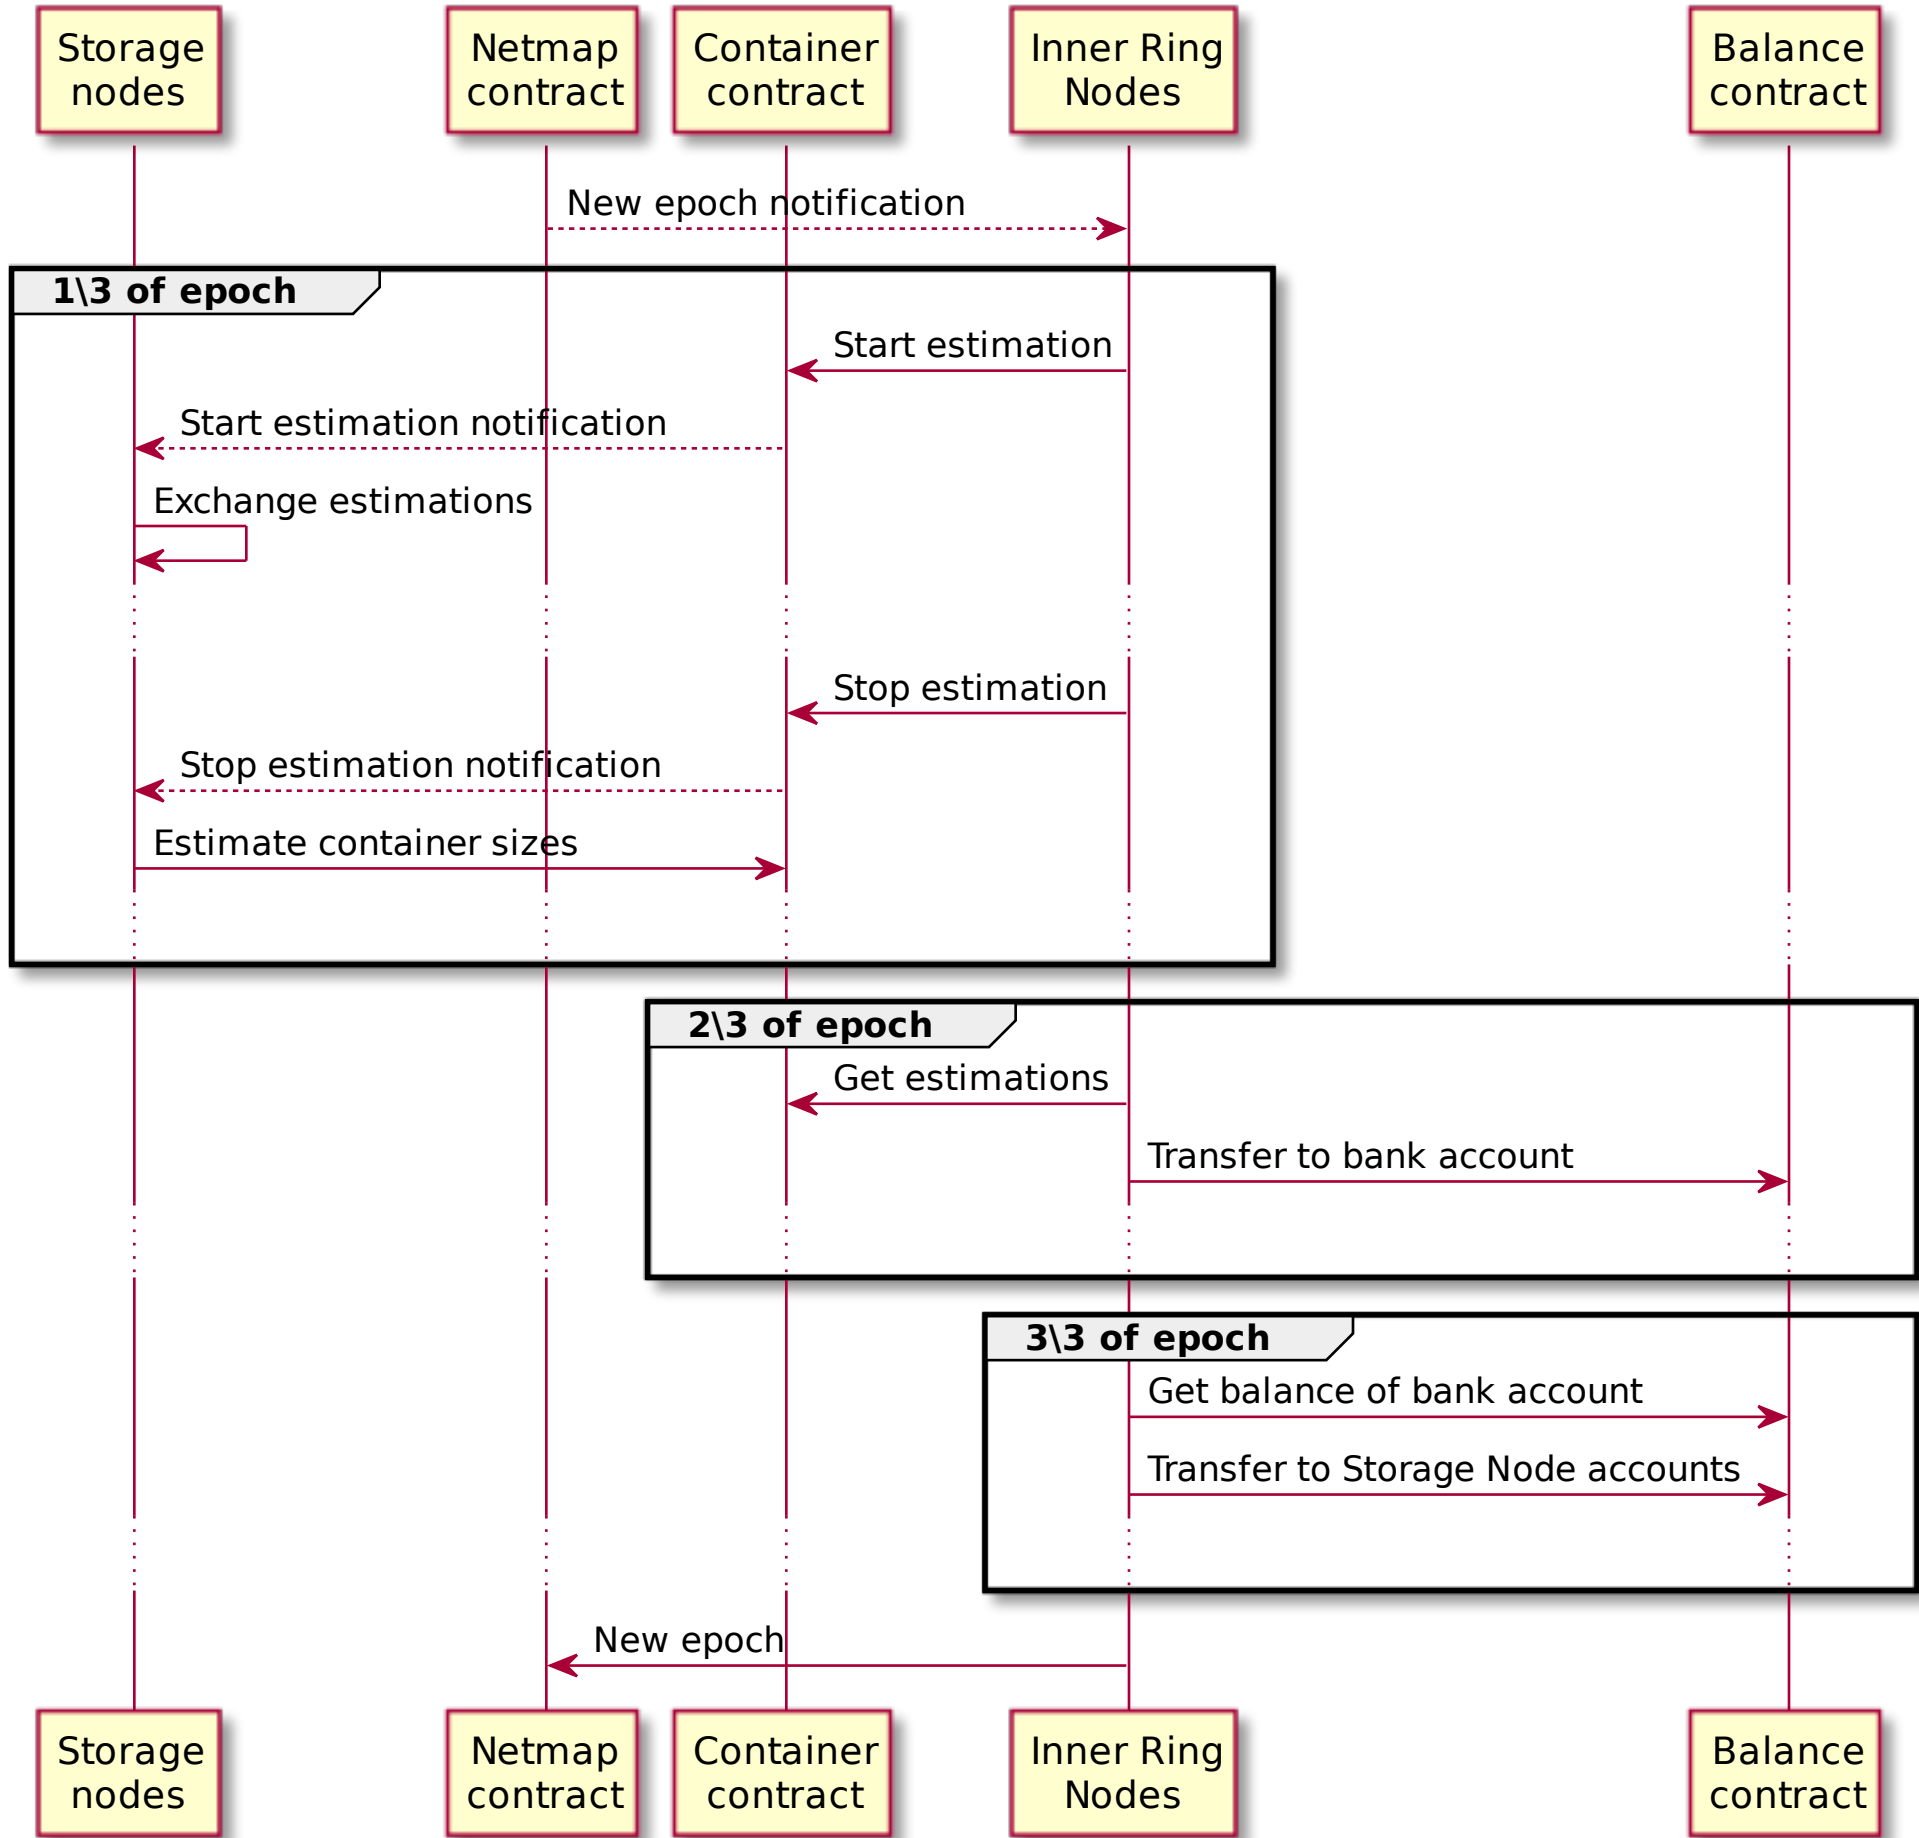 Storage
nodes
Netmap
contract
Container
contract
Inner Ring
Nodes
Balance
contract
New epoch notification
1\3 of epoch
Start estimation
Start estimation notification
Exchange estimations
Stop estimation
Stop estimation notification
Estimate container sizes
2\3 of epoch
Get estimations
Transfer to bank account
3\3 of epoch
Get balance of bank account
Transfer to Storage Node accounts
New epoch
Storage
nodes
Netmap
contract
Container
contract
Inner Ring
Nodes
Balance
contract